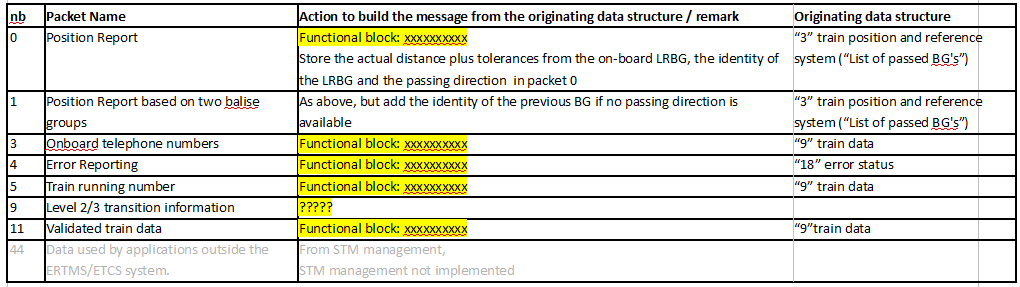 nb Packet Name Action to build the message from the originating data structure / remark Originating data structure
0 Position Report Functional block: xxxxxxxxxx “3” train position and reference
Store the actual distance plus tolerances from the on-board LRBG, the identity of system (“List of passed BG's”)
the LRBG and the passing direction in packet 0
1 Position Report based on two balise As above, but add the identity of the previous BG if no passing direction is “3” train position and reference
groups available system (“List of passed BG's”)
3 Onboard telephone numbers Functional block: xxxxxxxxxx “9” train data
4 Error Reporting Functional block: xxxxxxxxxx “18” error status
5 Train running number Functional block: xxxxxxxxxx “9” train data
9 Level 2/3 transition information ?????
11 Validated train data Functional block: xxxxxxxxxx “9”train data
44 Data used by applications outside the From STM management,
ERTMS/ETCS system. STM management not implemented